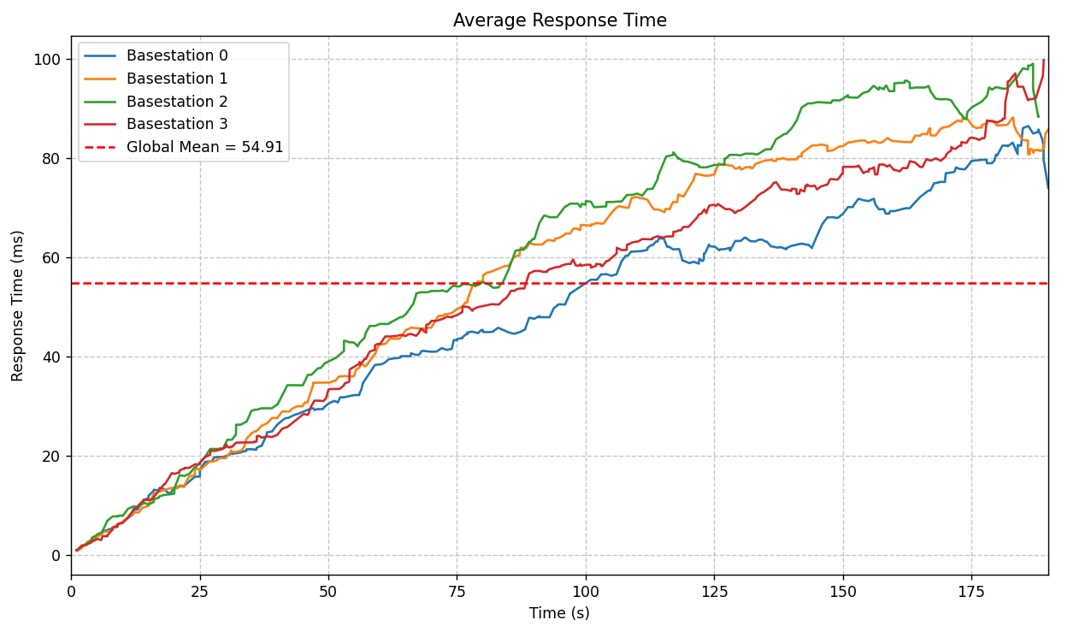 Average Response Time
Basestation 0
Basestation 1
Basestation 2
Basestation 3
Global Mean = 54.91
Response Time (ms)
100
80
60
40
20
0
0 25 50 75 100 125 150 175
Time (s)